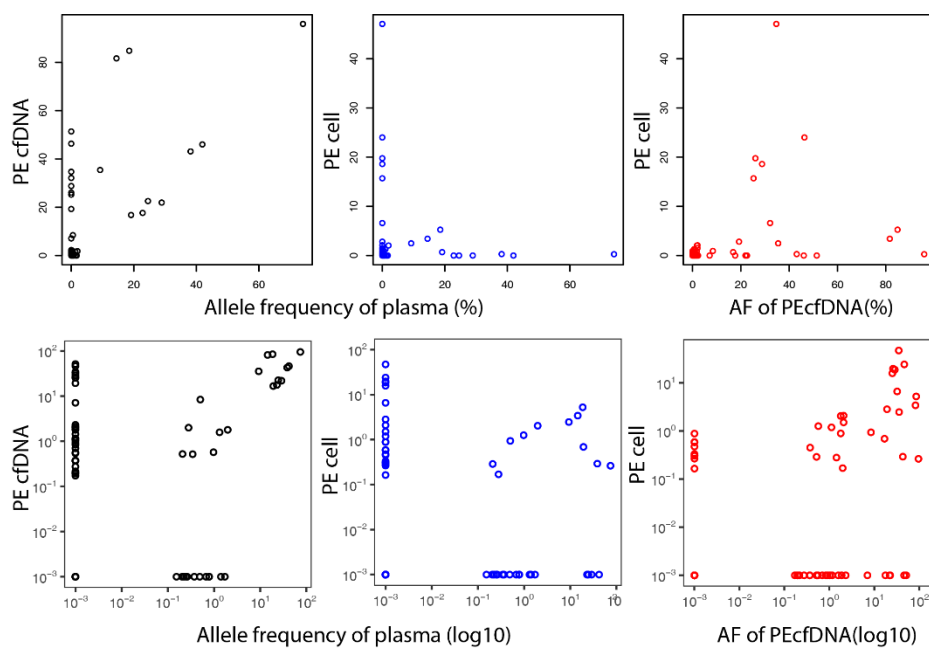 PE cfDNA
0 20 40 60 80
0 20 40 60
PE cell
0 10 20 30 40
0 20 40 60
PE cell
0 10 20 30 40
0 20 40 60 80
Allele frequency of plasma (%)
AF of PEcfDNA(%)
PE cfDNA
10² 10¹ 10⁰ 10⁻¹ 10⁻² 10⁻³
10⁻³ 10⁻² 10⁻¹ 10⁰ 10¹ 10²
PE cell
10² 10¹ 10⁰ 10⁻¹ 10⁻² 10⁻³
10⁻³ 10⁻² 10⁻¹ 10⁰ 10¹ 10²
PE cell
10² 10¹ 10⁰ 10⁻¹ 10⁻² 10⁻³
10⁻³ 10⁻² 10⁻¹ 10⁰ 10¹ 10²
Allele frequency of plasma (log10)
AF of PEcfDNA(log10)